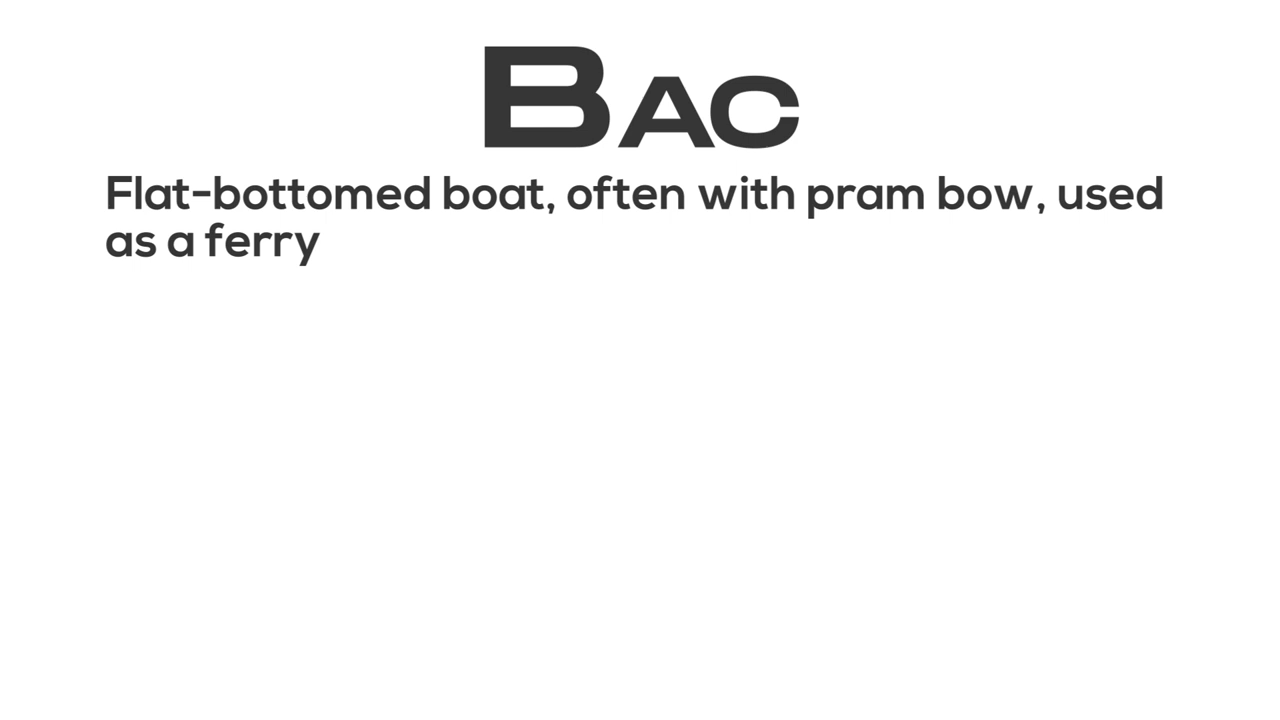 Bac
Flat-bottomed boat, often with pram bow, used
as a ferry